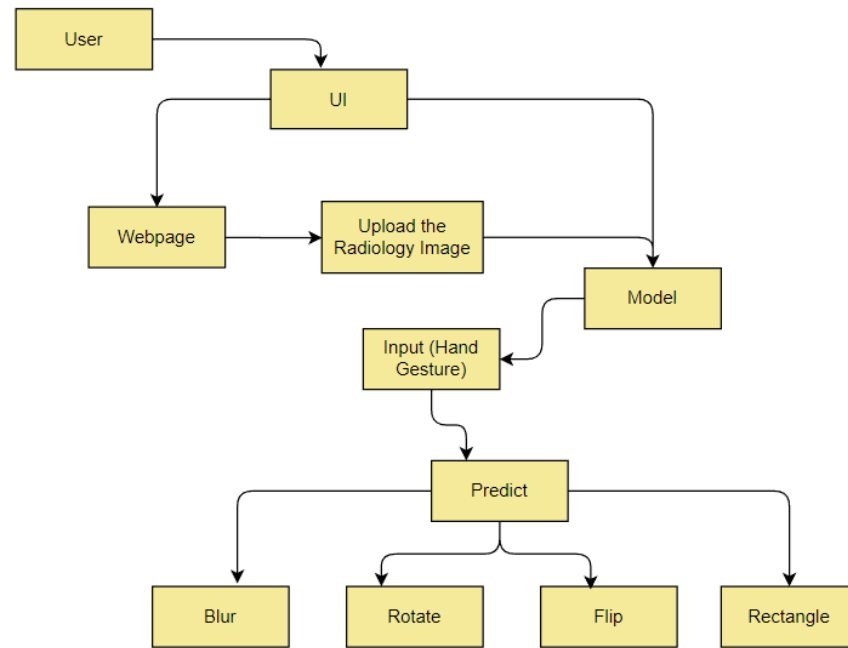 User
UI
Webpage
Upload the
Radiology Image
Model
Input (Hand
Gesture)
Predict
Blur
Rotate
Flip
Rectangle